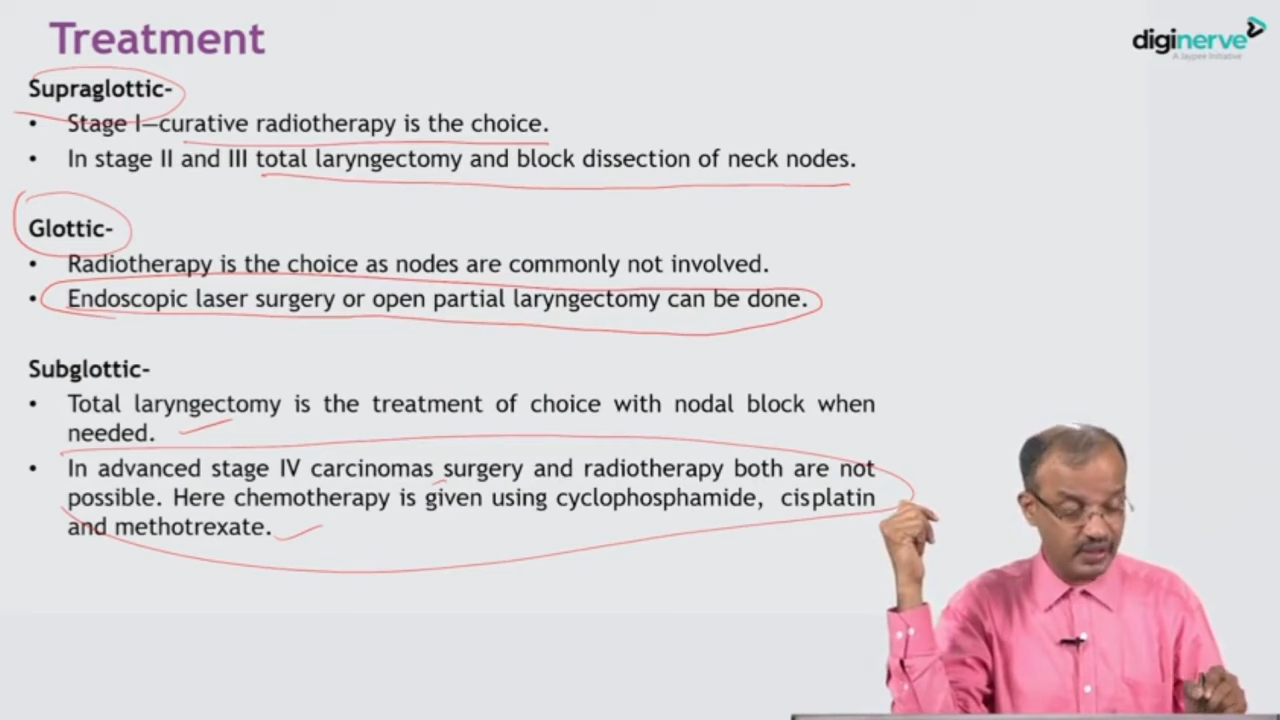 Treatment
diginerve
A Jaypee Initiative
Supraglottic-
• Stage I—curative radiotherapy is the choice.
• In stage II and III total laryngectomy and block dissection of neck nodes.
Glottic-
• Radiotherapy is the choice as nodes are commonly not involved.
• Endoscopic laser surgery or open partial laryngectomy can be done.
Subglottic-
• Total laryngectomy is the treatment of choice with nodal block when
needed.
• In advanced stage IV carcinomas surgery and radiotherapy both are not
possible. Here chemotherapy is given using cyclophosphamide, cisplatin
and methotrexate.